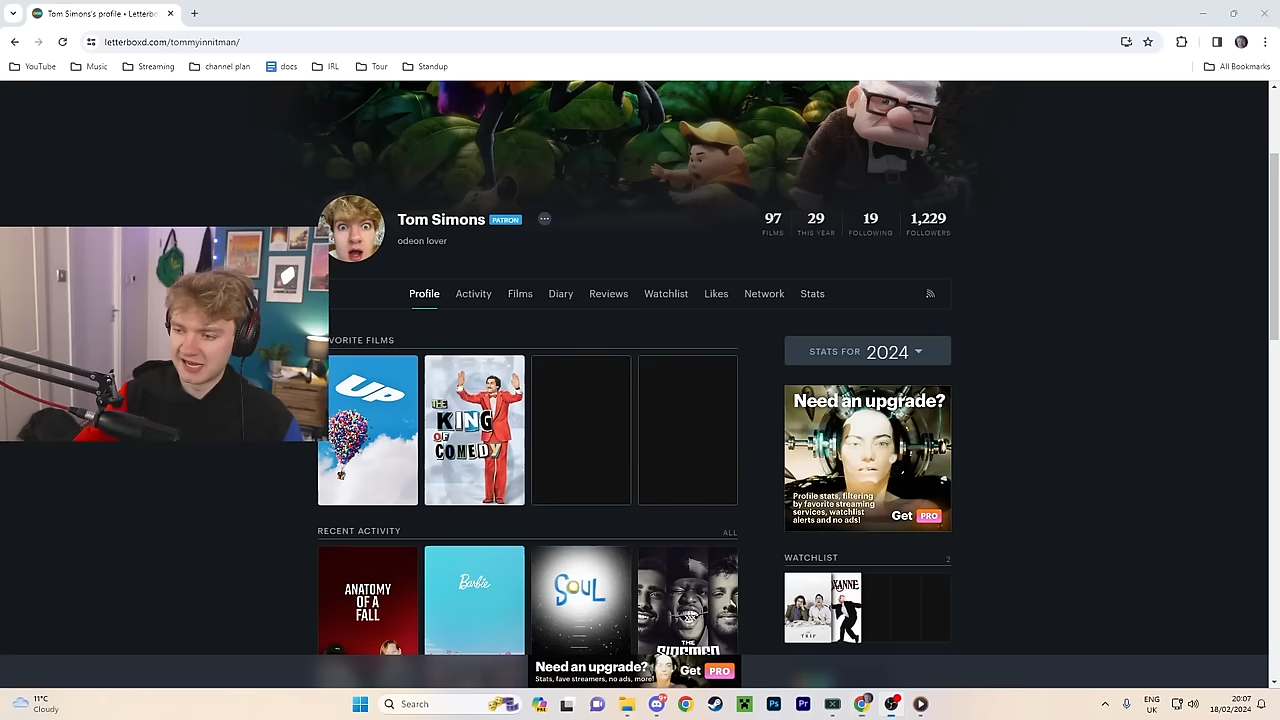 Tom Simons's profile • Letterbo
letterboxd.com/tommyinnitman/
YouTube
Music
Streaming
channel plan
docs
IRL
Tour
Standup
All Bookmarks
Tom Simons PATRON
odeon lover
97
FILMS
29
THIS YEAR
19
FOLLOWING
1,229
FOLLOWERS
Profile
Activity
Films
Diary
Reviews
Watchlist
Likes
Network
Stats
VORITE FILMS
UP
THE
KING
OF
COMEDY
STATS FOR 2024
Need an upgrade?
Profile stats, filtering
by favorite streaming
services, watchlist
alerts and no ads!
Get PRO
RECENT ACTIVITY
ALL
ANATOMY
OF A
FALL
Barbie
SOUL
THE
WATCHLIST
2
TRIP
XANNE
Need an upgrade?
Stats, fave streamers, no ads, more!
Get PRO
11°C
Cloudy
Search
ENG
UK
20:07
18/02/2024